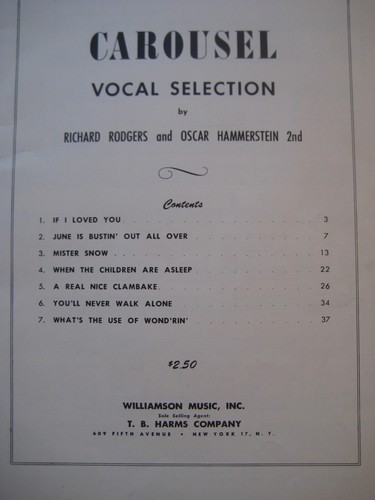 CAROUSEL
VOCAL SELECTION
by
RICHARD RODGERS and OSCAR HAMMERSTEIN 2nd
Contents
1. IF I LOVED YOU . . . . . . . . . . . . . . . . 3
2. JUNE IS BUSTIN' OUT ALL OVER . . . . . . . . . . 7
3. MISTER SNOW . . . . . . . . . . . . . . . . . 13
4. WHEN THE CHILDREN ARE ASLEEP . . . . . . . . . 22
5. A REAL NICE CLAMBAKE . . . . . . . . . . . . . 26
6. YOU'LL NEVER WALK ALONE . . . . . . . . . . . 34
7. WHAT'S THE USE OF WOND'RIN' . . . . . . . . . . 37
$2.50
WILLIAMSON MUSIC, INC.
Sole Selling Agent:
T. B. HARMS COMPANY
609 FIFTH AVENUE • NEW YORK 17, N. Y.